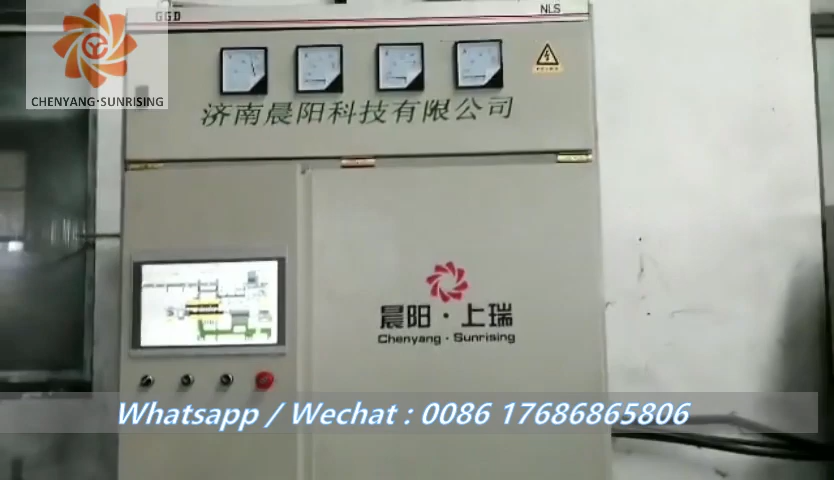 GGD
NLS
CHENYANG·SUNRISING
济南晨阳科技有限公司
晨阳·上瑞
Chenyang·Sunrising
Whatsapp / Wechat : 0086 17686865806